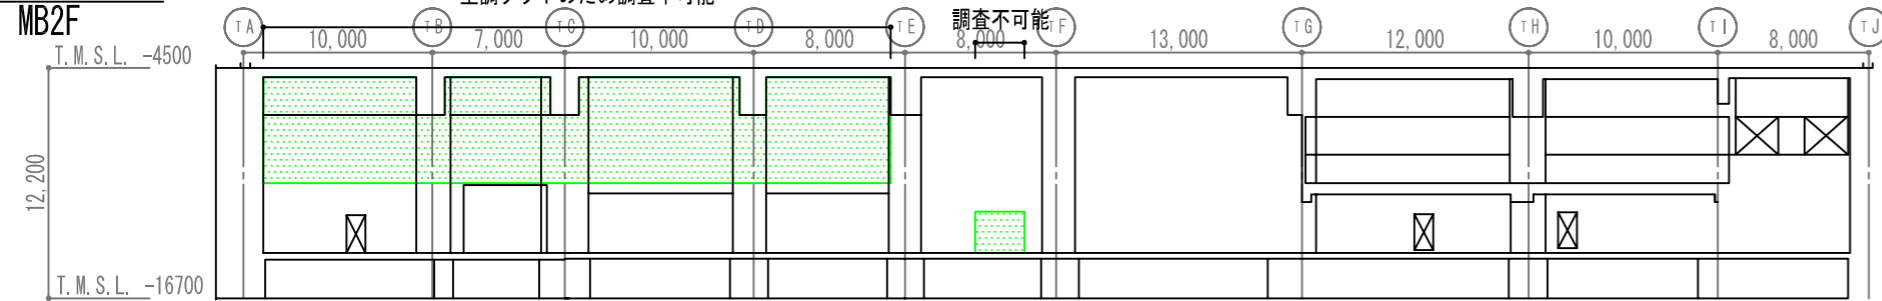 MB2F
調査不可能
TA TB TC TD TE TF TG TH TI TJ
10,000 7,000 10,000 8,000 8,000 13,000 12,000 10,000 8,000
T.M.S.L. -4500
12,200
T.M.S.L. -16700